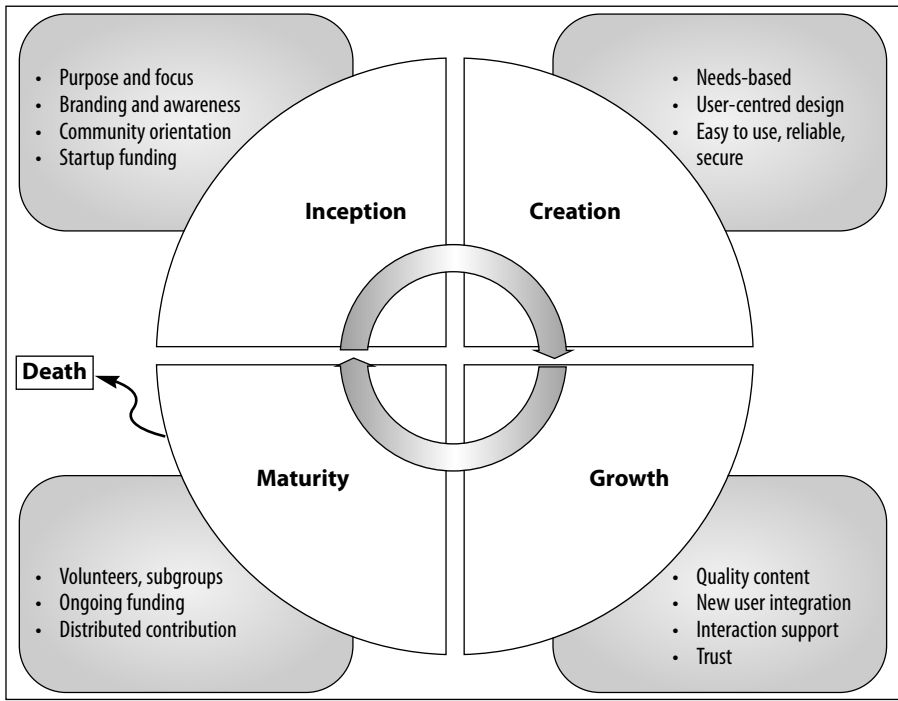 • Purpose and focus
• Branding and awareness
• Community orientation
• Startup funding
• Needs-based
• User-centred design
• Easy to use, reliable,
secure
Inception
Creation
Death
Maturity
Growth
• Volunteers, subgroups
• Ongoing funding
• Distributed contribution
• Quality content
• New user integration
• Interaction support
• Trust